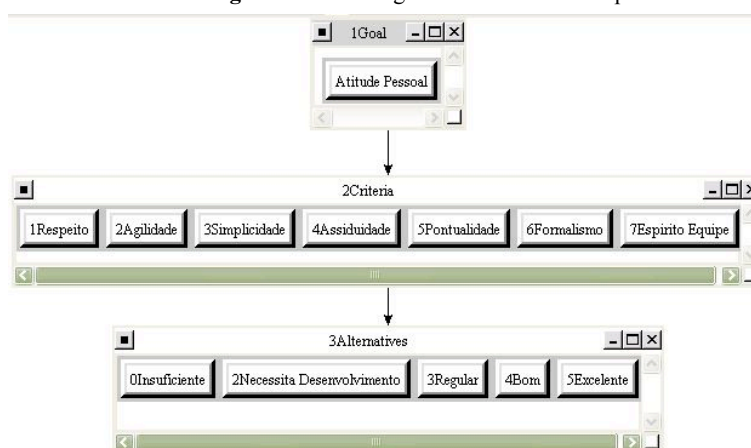 1Goal
Atitude Pessoal
2Criteria
1Respeito 2Agilidade 3Simplicidade 4Assiduidade 5Pontualidade 6Formalismo 7Espirito Equipe
3Alternatives
0Insuficiente 2Necessita Desenvolvimento 3Regular 4Bom 5Excelente